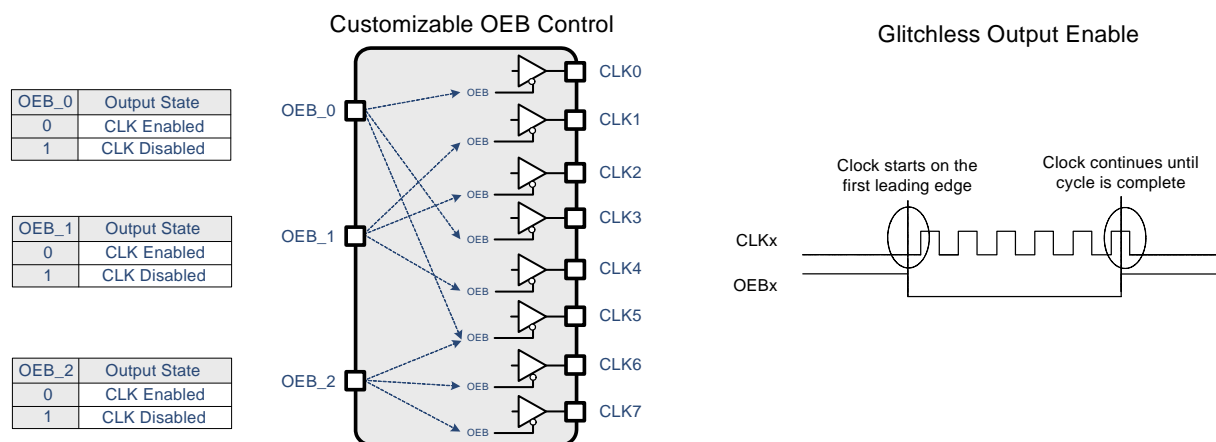 Customizable OEB Control
Glitchless Output Enable
OEB_0 Output State
0 CLK Enabled
1 CLK Disabled
OEB_1 Output State
0 CLK Enabled
1 CLK Disabled
OEB_2 Output State
0 CLK Enabled
1 CLK Disabled
OEB_0
OEB_1
OEB_2
OEB
OEB
OEB
OEB
OEB
OEB
OEB
OEB
CLK0
CLK1
CLK2
CLK3
CLK4
CLK5
CLK6
CLK7
Clock starts on the
first leading edge
Clock continues until
cycle is complete
CLKx
OEBx